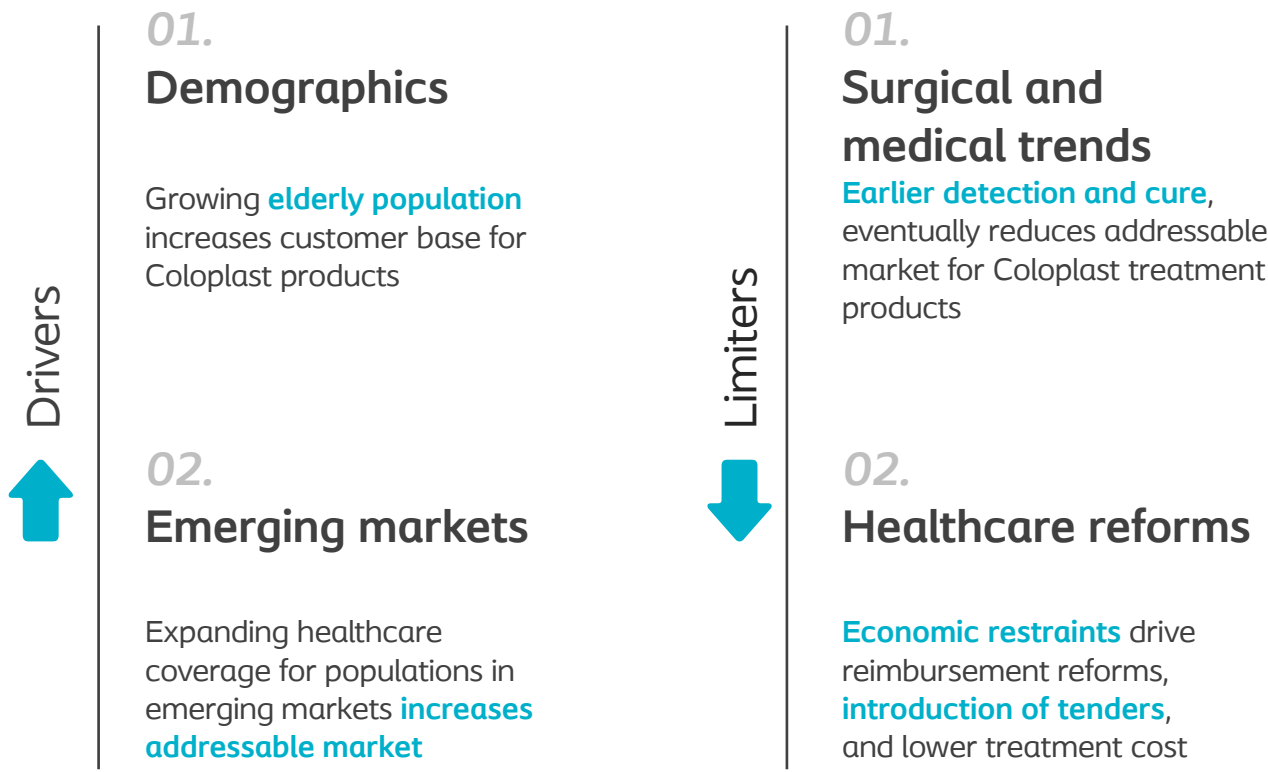 Drivers
01.
Demographics
Growing elderly population
increases customer base for
Coloplast products
02.
Emerging markets
Expanding healthcare
coverage for populations in
emerging markets increases
addressable market
Limiters
01.
Surgical and
medical trends
Earlier detection and cure,
eventually reduces addressable
market for Coloplast treatment
products
02.
Healthcare reforms
Economic restraints drive
reimbursement reforms,
introduction of tenders,
and lower treatment cost